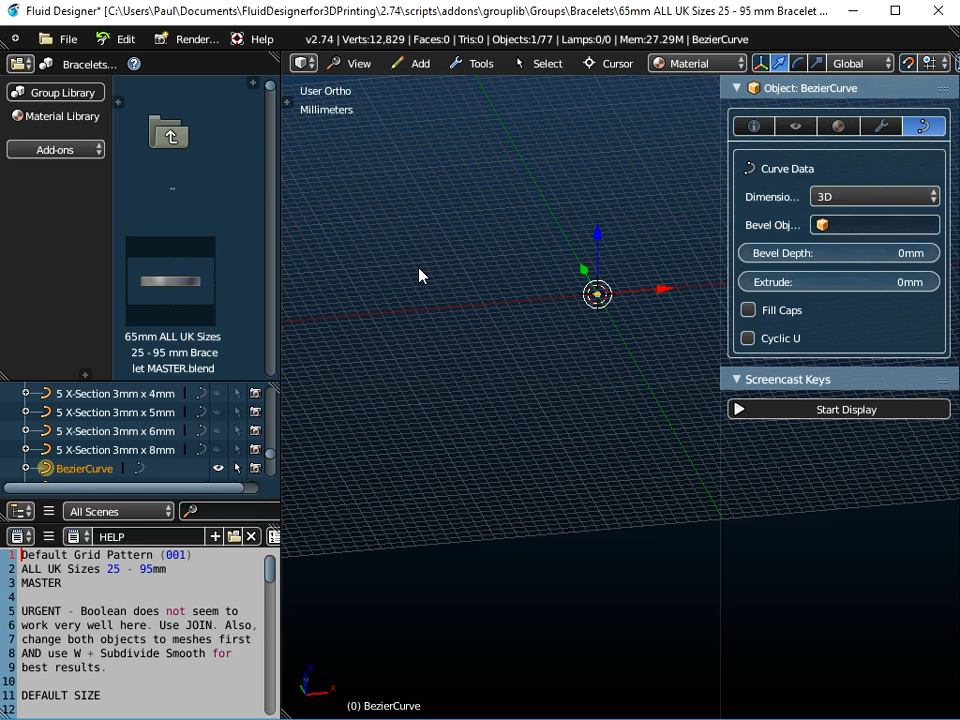 Fluid Designer* [C:\Users\Paul\Documents\FluidDesignerfor3DPrinting\2.74\scripts\addons\grouplib\Groups\Bracelets\65mm ALL UK Sizes 25 - 95 mm Bracelet ...
File Edit Render... Help v2.74 | Verts:12,829 | Faces:0 | Tris:0 | Objects:1/77 | Lamps:0/0 | Mem:27.29M | BezierCurve
Bracelets... View Add Tools Select Cursor Material Global
Group Library
Material Library
Add-ons
..
65mm ALL UK Sizes
25 - 95 mm Brace
let MASTER.blend
User Ortho
Millimeters
Object: BezierCurve
Curve Data
Dimensio... 3D
Bevel Obj...
Bevel Depth: 0mm
Extrude: 0mm
Fill Caps
Cyclic U
Screencast Keys
Start Display
5 X-Section 3mm x 4mm
5 X-Section 3mm x 5mm
5 X-Section 3mm x 6mm
5 X-Section 3mm x 8mm
BezierCurve
All Scenes
HELP
1 Default Grid Pattern (001)
2 ALL UK Sizes 25 - 95mm
3 MASTER
4
5 URGENT - Boolean does not seem to
6 work very well here. Use JOIN. Also,
7 change both objects to meshes first
8 AND use W + Subdivide Smooth for
9 best results.
10
11 DEFAULT SIZE
12
(0) BezierCurve